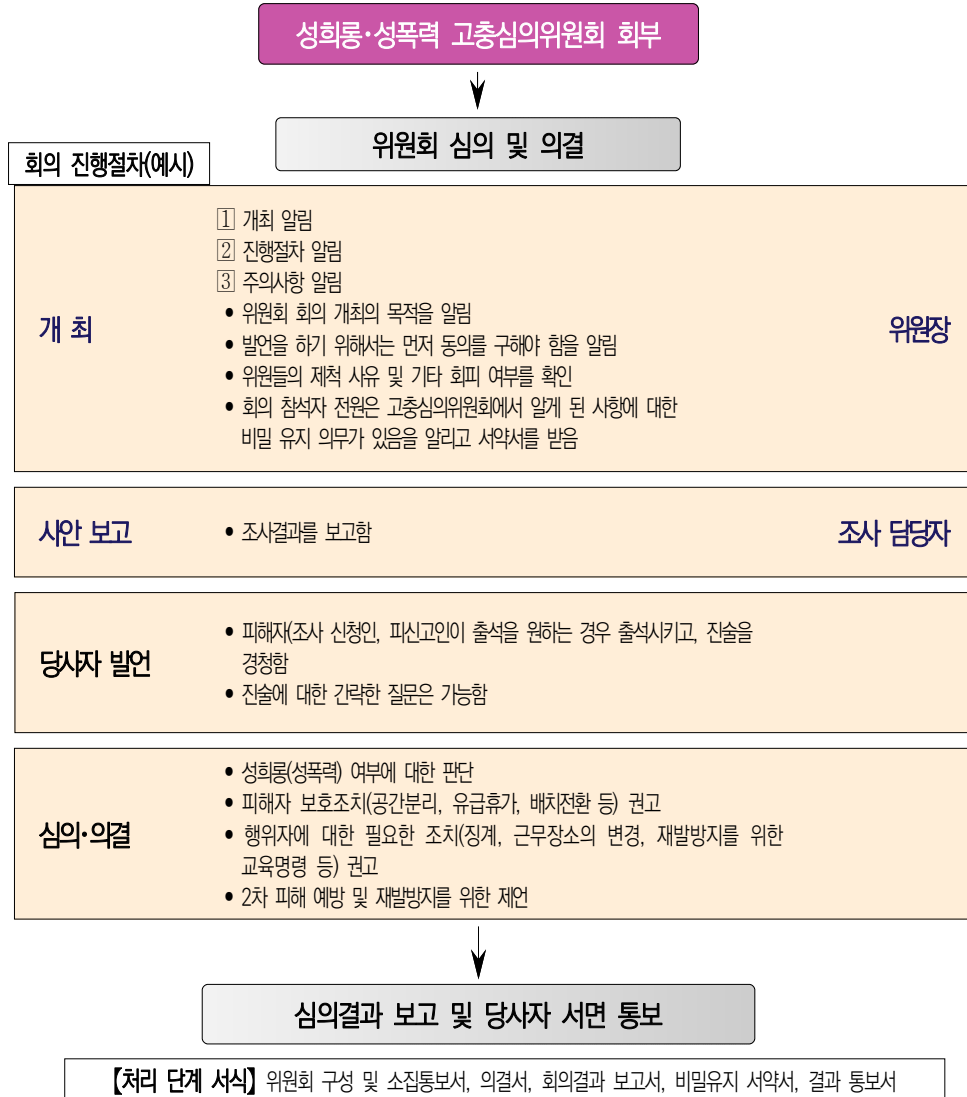 성희롱·성폭력 고충심의위원회 회부
위원회 심의 및 의결
회의 진행절차(예시)
개 최
1 개최 알림
2 진행절차 알림
3 주의사항 알림
• 위원회 회의 개최의 목적을 알림
• 발언을 하기 위해서는 먼저 동의를 구해야 함을 알림
• 위원들의 제척 사유 및 기타 회피 여부를 확인
• 회의 참석자 전원은 고충심의위원회에서 알게 된 사항에 대한
비밀 유지 의무가 있음을 알리고 서약서를 받음
위원장
사안 보고
• 조사결과를 보고함
조사 담당자
당사자 발언
• 피해자(조사 신청인, 피신고인이 출석을 원하는 경우 출석시키고, 진술을
경청함
• 진술에 대한 간략한 질문은 가능함
심의·의결
• 성희롱(성폭력) 여부에 대한 판단
• 피해자 보호조치(공간분리, 유급휴가, 배치전환 등) 권고
• 행위자에 대한 필요한 조치(징계, 근무장소의 변경, 재발방지를 위한
교육명령 등) 권고
• 2차 피해 예방 및 재발방지를 위한 제언
심의결과 보고 및 당사자 서면 통보
【처리 단계 서식】 위원회 구성 및 소집통보서, 의결서, 회의결과 보고서, 비밀유지 서약서, 결과 통보서